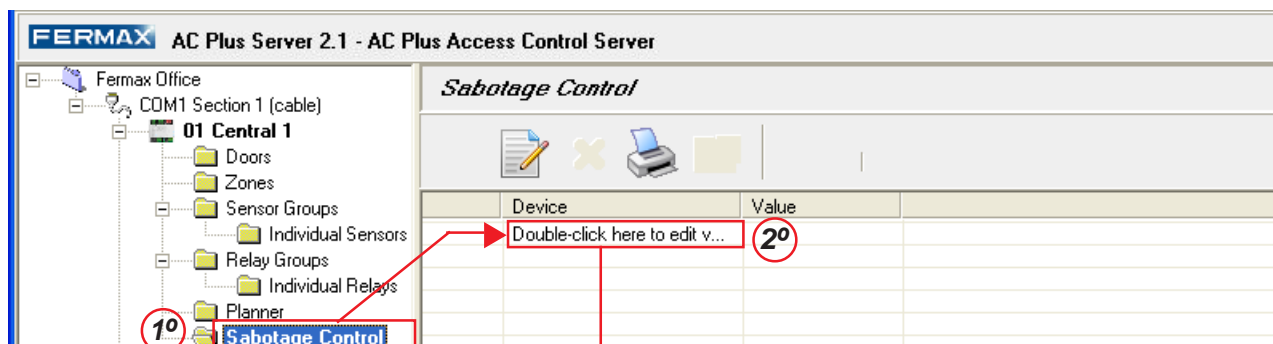 FERMAX AC Plus Server 2.1 - AC Plus Access Control Server
Fermax Office
COM1 Section 1 (cable)
01 Central 1
Doors
Zones
Sensor Groups
Individual Sensors
Relay Groups
Individual Relays
Planner
1º Sabotage Control
Sabotage Control
Device Value
Double-click here to edit v... 2º